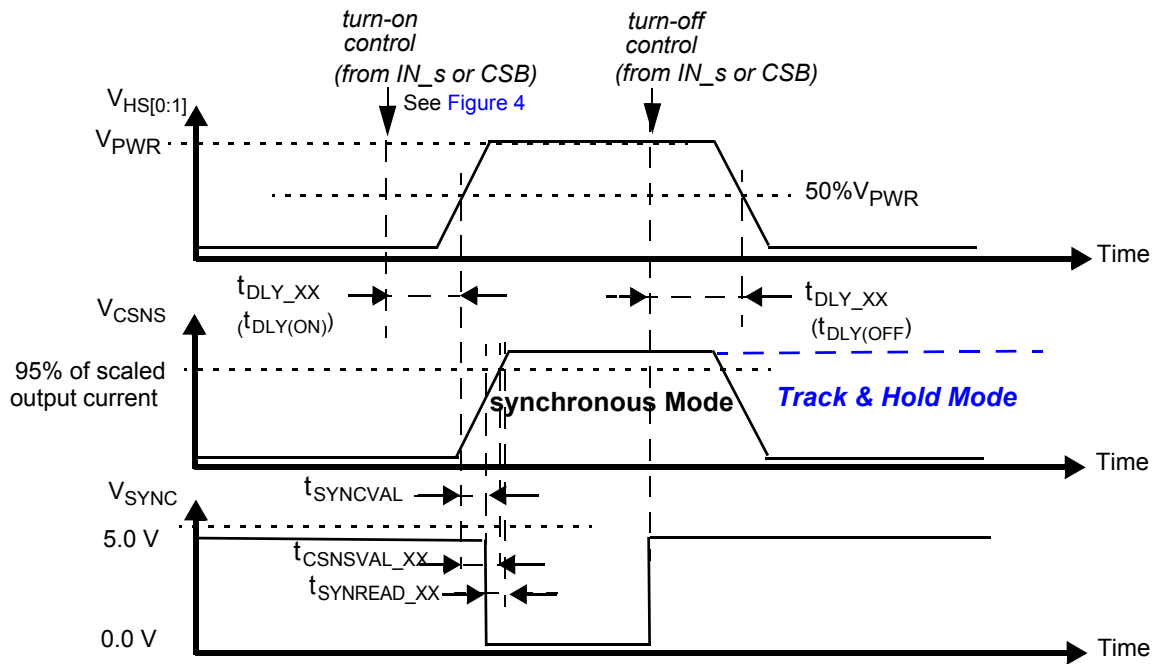 turn-on
control
(from IN_s or CSB)
See Figure 4
turn-off
control
(from IN_s or CSB)
VHS[0:1]
VPWR
50%VPWR
Time
tDLY_XX
(tDLY(ON))
tDLY_XX
(tDLY(OFF)
VCSNS
95% of scaled
output current
synchronous Mode
Track & Hold Mode
Time
VSYNC
tSYNCVAL
5.0 V
tCSNSVAL_XX
tSYNREAD_XX
0.0 V
Time